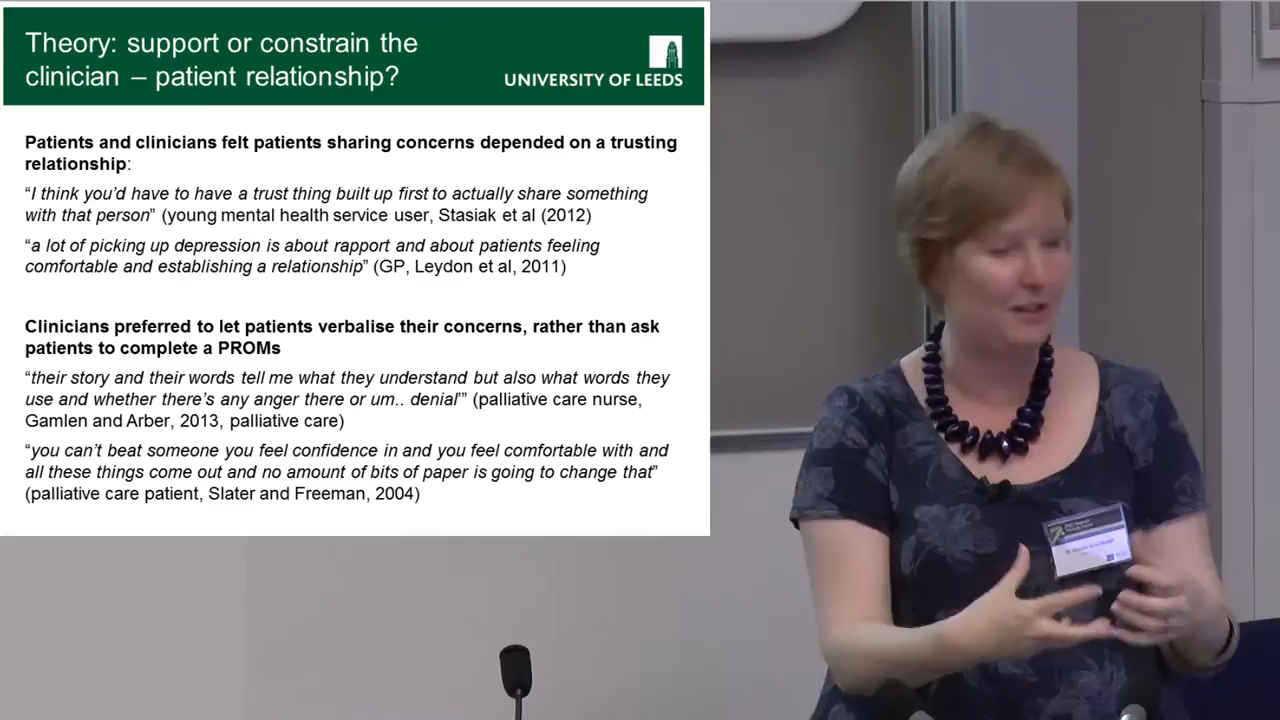 Theory: support or constrain the
clinician – patient relationship?
UNIVERSITY OF LEEDS
Patients and clinicians felt patients sharing concerns depended on a trusting
relationship:
“I think you’d have to have a trust thing built up first to actually share something
with that person” (young mental health service user, Stasiak et al (2012)
“a lot of picking up depression is about rapport and about patients feeling
comfortable and establishing a relationship” (GP, Leydon et al, 2011)
Clinicians preferred to let patients verbalise their concerns, rather than ask
patients to complete a PROMs
“their story and their words tell me what they understand but also what words they
use and whether there’s any anger there or um.. denial’” (palliative care nurse,
Gamlen and Arber, 2013, palliative care)
“you can’t beat someone you feel confidence in and you feel comfortable with and
all these things come out and no amount of bits of paper is going to change that”
(palliative care patient, Slater and Freeman, 2004)